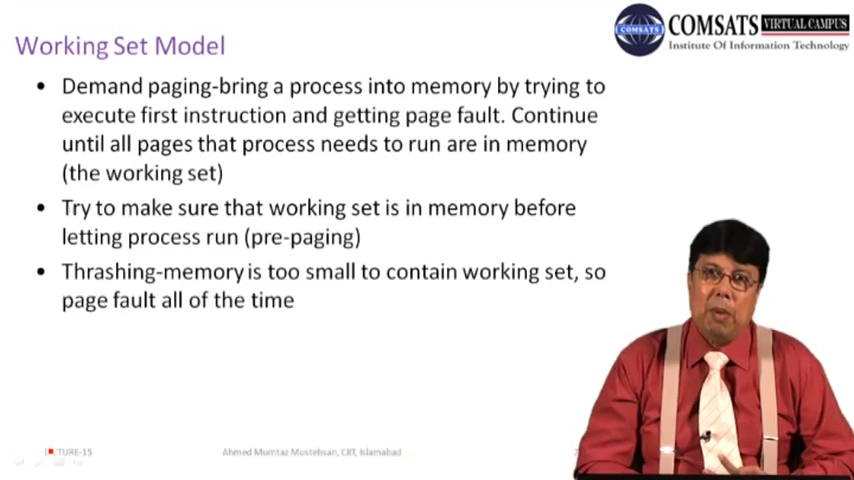 COMSATS VIRTUAL CAMPUS
COMSATS
Institute Of Information Technology
Working Set Model
• Demand paging-bring a process into memory by trying to
execute first instruction and getting page fault. Continue
until all pages that process needs to run are in memory
(the working set)
• Try to make sure that working set is in memory before
letting process run (pre-paging)
• Thrashing-memory is too small to contain working set, so
page fault all of the time
Ahmed Mumtaz Mustehsan, CIIT, Islamabad